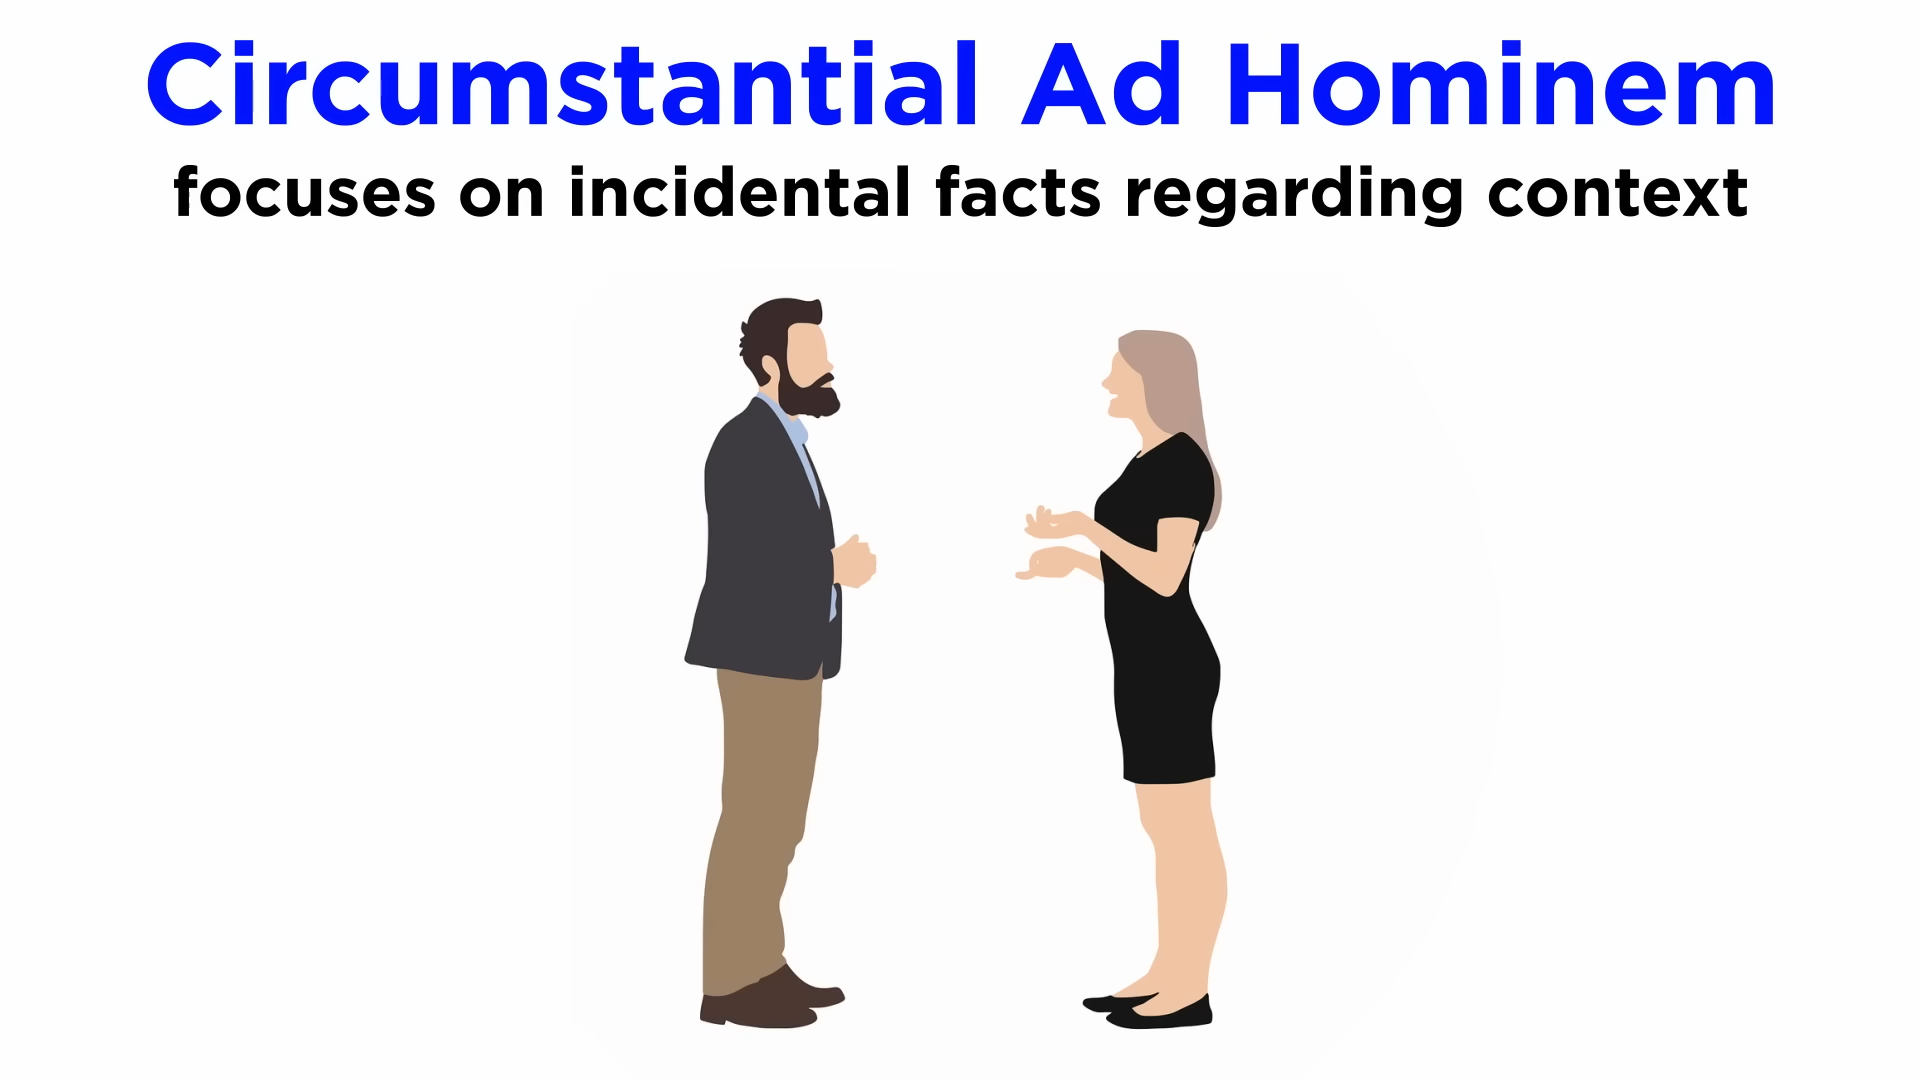 Circumstantial Ad Hominem
focuses on incidental facts regarding context